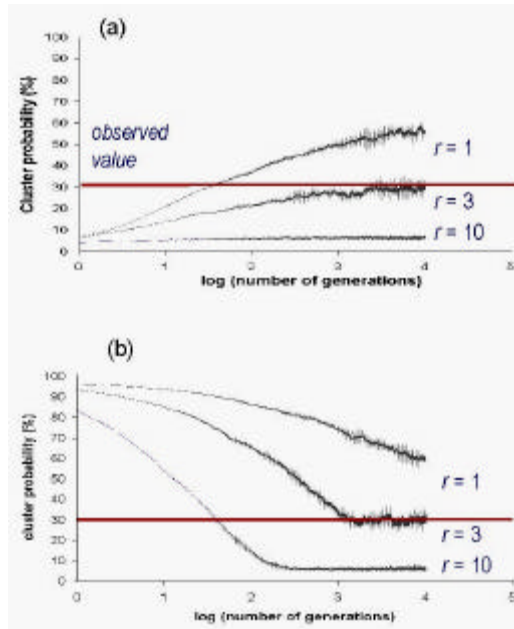 (a)
Cluster probability (%)
100
90
80
70
60
50
40
30
20
10
0
observed
value
r = 1
r = 3
r = 10
0 1 2 3 4 5
log (number of generations)
(b)
cluster probability (%)
100
90
80
70
60
50
40
30
20
10
0
r = 1
r = 3
r = 10
0 1 2 3 4 5
log (number of generations)